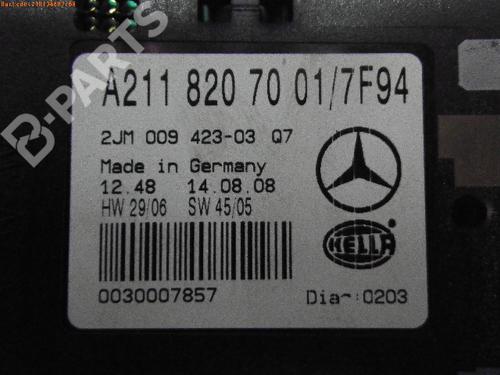 B-PARTS
A211 820 70 01/7F94
2JM 009 423-03 Q7
Made in Germany
12.48 14.08.08
HW 29/06 SW 45/05
HELLA
0030007857
0203